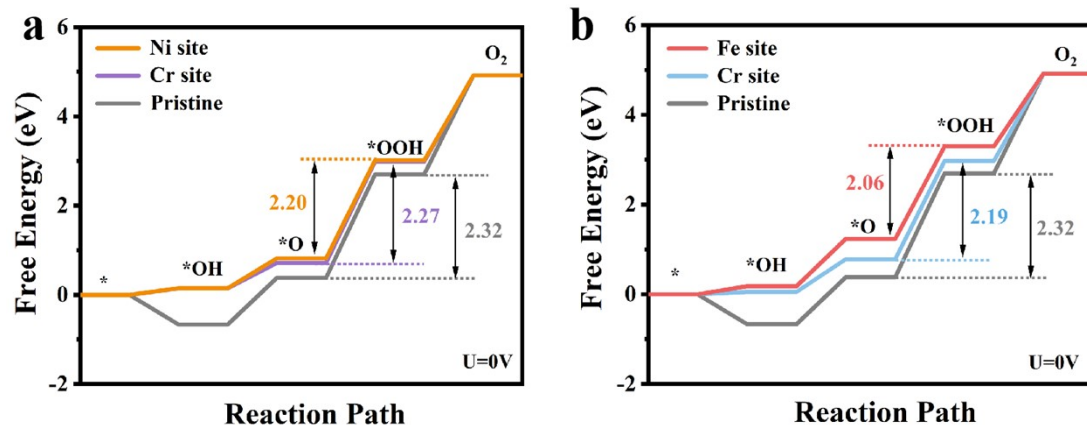 a
Ni site
Cr site
Pristine
O2
*OOH
2.20
2.27
2.32
*O
*OH
*
U=0V
6
4
2
0
-2
Free Energy (eV)
Reaction Path
b
Fe site
Cr site
Pristine
O2
*OOH
2.06
2.19
2.32
*O
*OH
*
U=0V
6
4
2
0
-2
Free Energy (eV)
Reaction Path